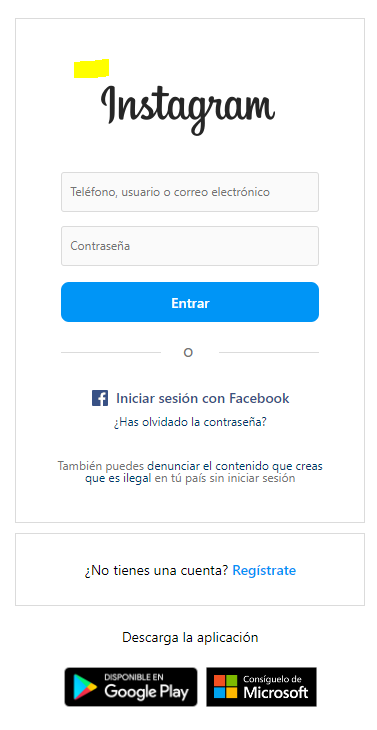 Instagram
Teléfono, usuario o correo electrónico
Contraseña
Entrar
O
Iniciar sesión con Facebook
¿Has olvidado la contraseña?
También puedes denunciar el contenido que creas
que es ilegal en tú país sin iniciar sesión
¿No tienes una cuenta? Regístrate
Descarga la aplicación
DISPONIBLE EN
Google Play
Consíguelo de
Microsoft